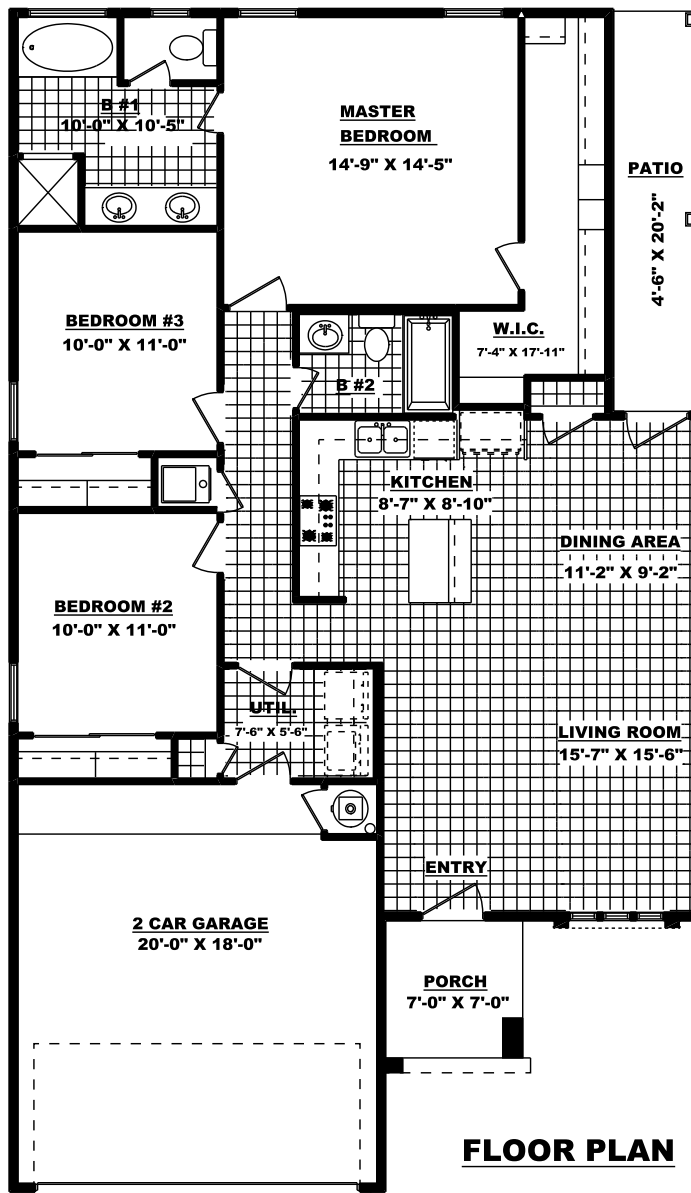 B #1
10'-0" X 10'-5"
MASTER
BEDROOM
14'-9" X 14'-5"
PATIO
4'-6" X 20'-2"
BEDROOM #3
10'-0" X 11'-0"
W.I.C.
7'-4" X 17'-11"
B #2
KITCHEN
8'-7" X 8'-10"
DINING AREA
11'-2" X 9'-2"
BEDROOM #2
10'-0" X 11'-0"
UTIL.
7'-6" X 5'-6"
LIVING ROOM
15'-7" X 15'-6"
ENTRY
2 CAR GARAGE
20'-0" X 18'-0"
PORCH
7'-0" X 7'-0"
FLOOR PLAN